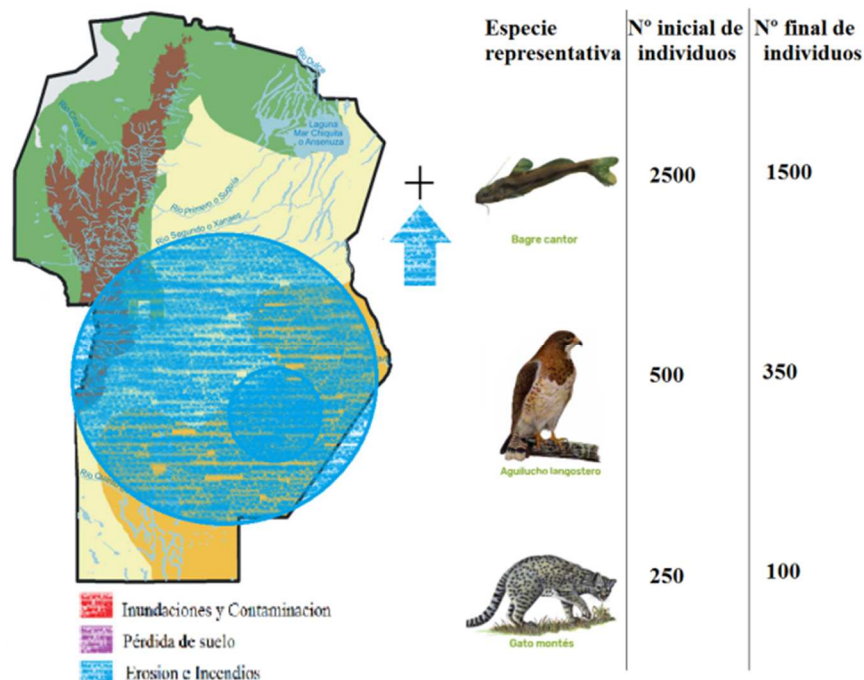 Especie
representativa
Nº inicial de
individuos
Nº final de
individuos
Río Dulce
Laguna
Mar Chiquita
o Ansenuza
Río Primero o Suquía
Río Segundo o Xanaes
+
Bagre cantor
2500
1500
Aguilucho langostero
500
350
Gato montés
250
100
Inundaciones y Contaminacion
Pérdida de suelo
Erosion e Incendios